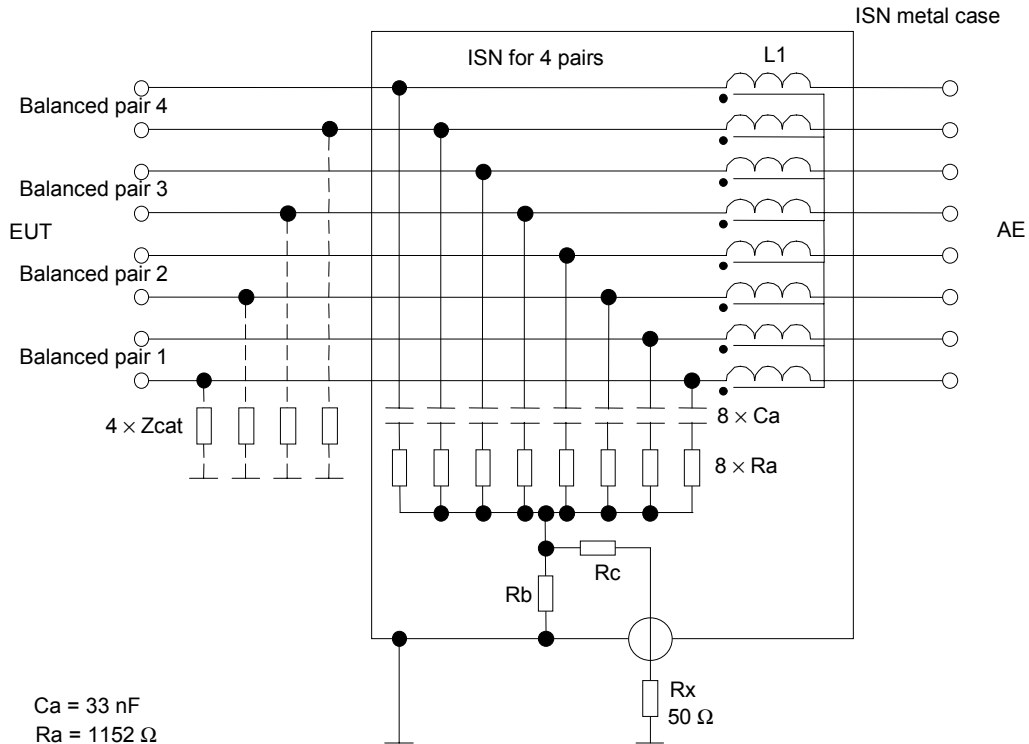 ISN metal case
ISN for 4 pairs
L1
Balanced pair 4
Balanced pair 3
EUT
AE
Balanced pair 2
Balanced pair 1
4 × Zcat
8 × Ca
8 × Ra
Rc
Rb
Rx
50 Ω
Ca = 33 nF
Ra = 1152 Ω